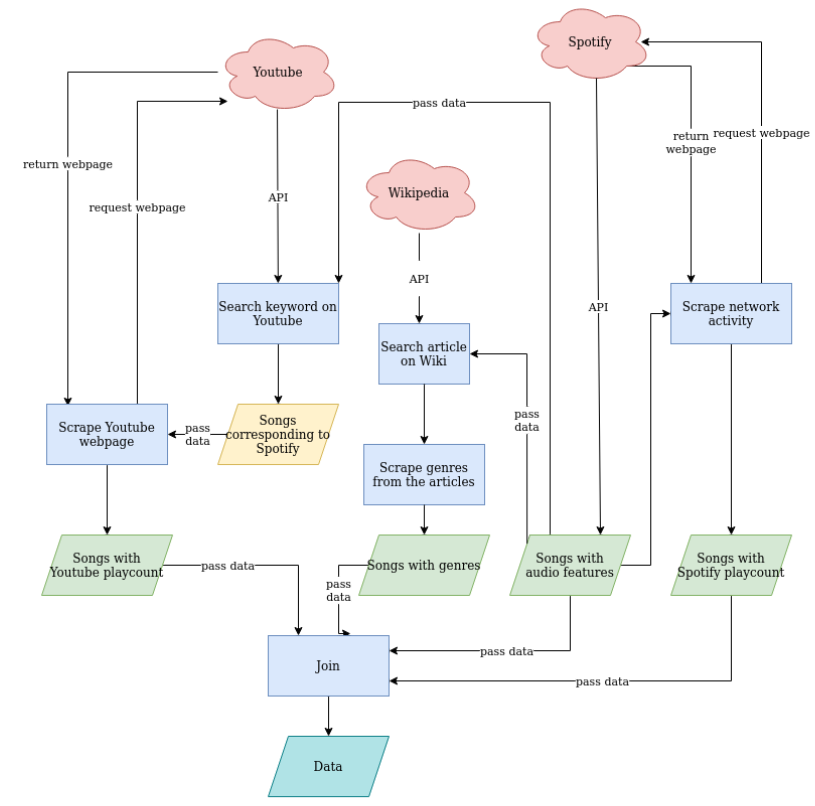 Spotify
Youtube
pass data
return
webpage
request webpage
return webpage
Wikipedia
API
request webpage
API
Search keyword on
Youtube
API
Scrape network
activity
Search article
on Wiki
Scrape Youtube
webpage
pass
data
Songs
corresponding to
Spotify
pass
data
Scrape genres
from the articles
Songs with
Youtube playcount
pass data
Songs with genres
Songs with
audio features
Songs with
Spotify playcount
pass
data
Join
pass data
pass data
Data